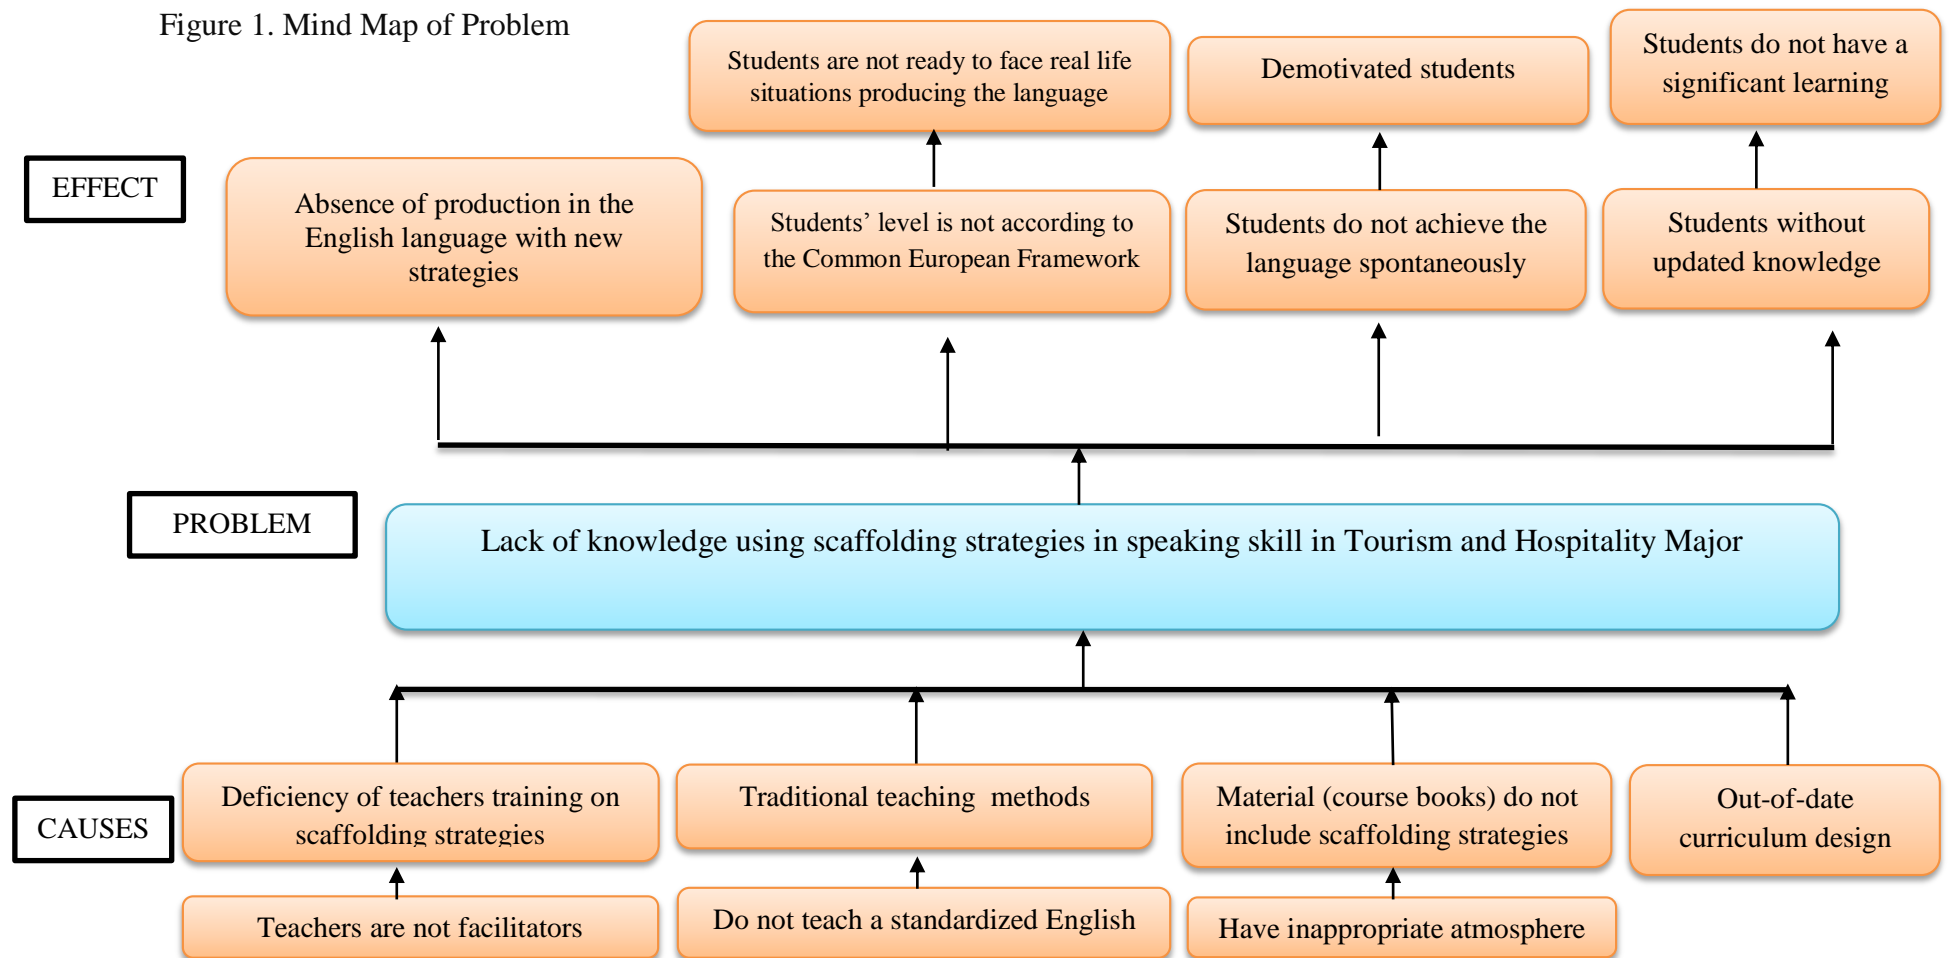 Figure 1. Mind Map of Problem
Students are not ready to face real life
situations producing the language
Demotivated students
Students do not have a
significant learning
EFFECT
Absence of production in the
English language with new
strategies
Students’ level is not according to
the Common European Framework
Students do not achieve the
language spontaneously
Students without
updated knowledge
PROBLEM
Lack of knowledge using scaffolding strategies in speaking skill in Tourism and Hospitality Major
CAUSES
Deficiency of teachers training on
scaffolding strategies
Traditional teaching  methods
Material (course books) do not
include scaffolding strategies
Out-of-date
curriculum design
Teachers are not facilitators
Do not teach a standardized English
Have inappropriate atmosphere